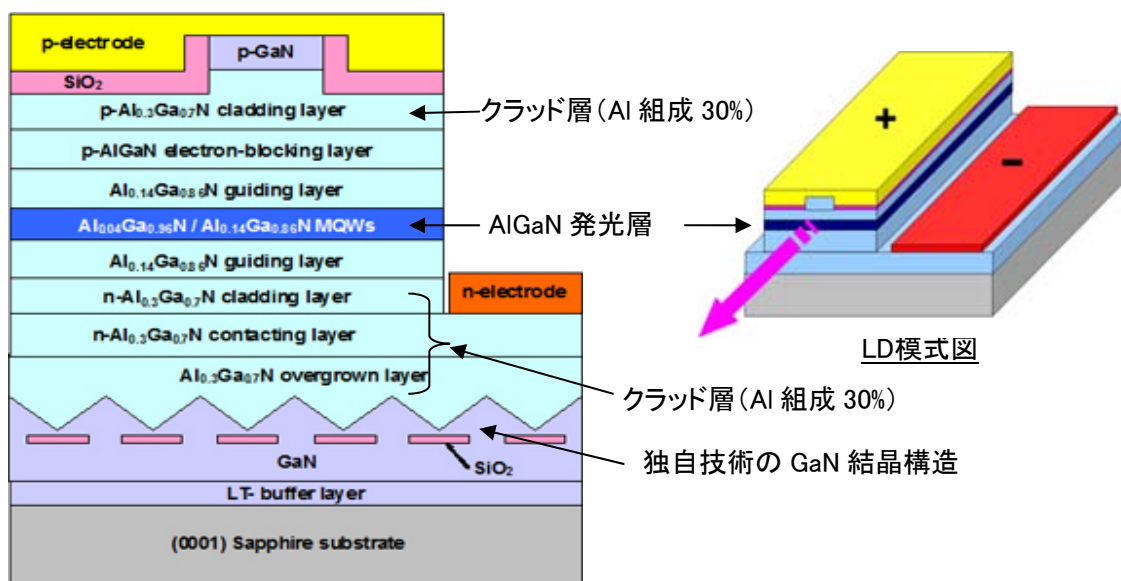 p-electrode
p-GaN
SiO₂
p-Al₀.₃Ga₀.₇N cladding layer
クラッド層(Al 組成 30%)
p-AlGaN electron-blocking layer
Al₀.₁₄Ga₀.₈₆N guiding layer
Al₀.₀₄Ga₀.₉₆N / Al₀.₁₄Ga₀.₈₆N MQWs
AlGaN 発光層
Al₀.₁₄Ga₀.₈₆N guiding layer
n-Al₀.₃Ga₀.₇N cladding layer
n-electrode
n-Al₀.₃Ga₀.₇N contacting layer
Al₀.₃Ga₀.₇N overgrown layer
クラッド層(Al 組成 30%)
独自技術の GaN 結晶構造
GaN
SiO₂
LT- buffer layer
(0001) Sapphire substrate
+
-
LD模式図